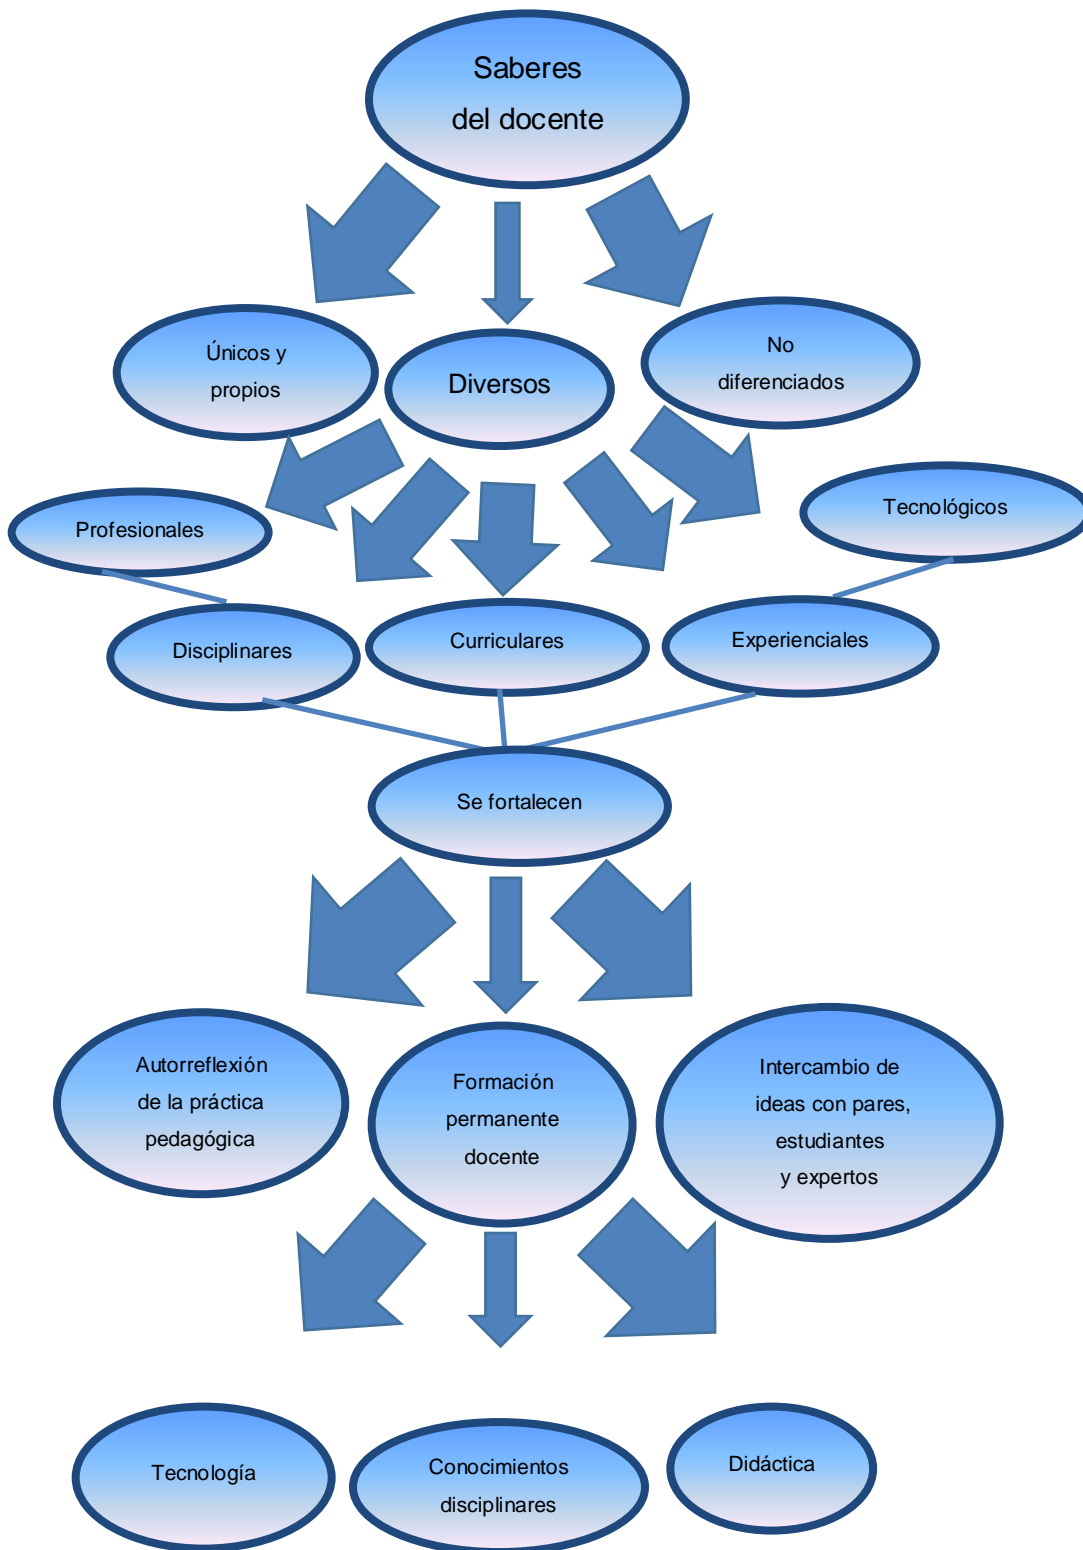 Saberes
del docente
Únicos y
propios
Diversos
No
diferenciados
Profesionales
Tecnológicos
Disciplinares
Curriculares
Experienciales
Se fortalecen
Autorreflexión
de la práctica
pedagógica
Formación
permanente
docente
Intercambio de
ideas con pares,
estudiantes
y expertos
Tecnología
Conocimientos
disciplinares
Didáctica